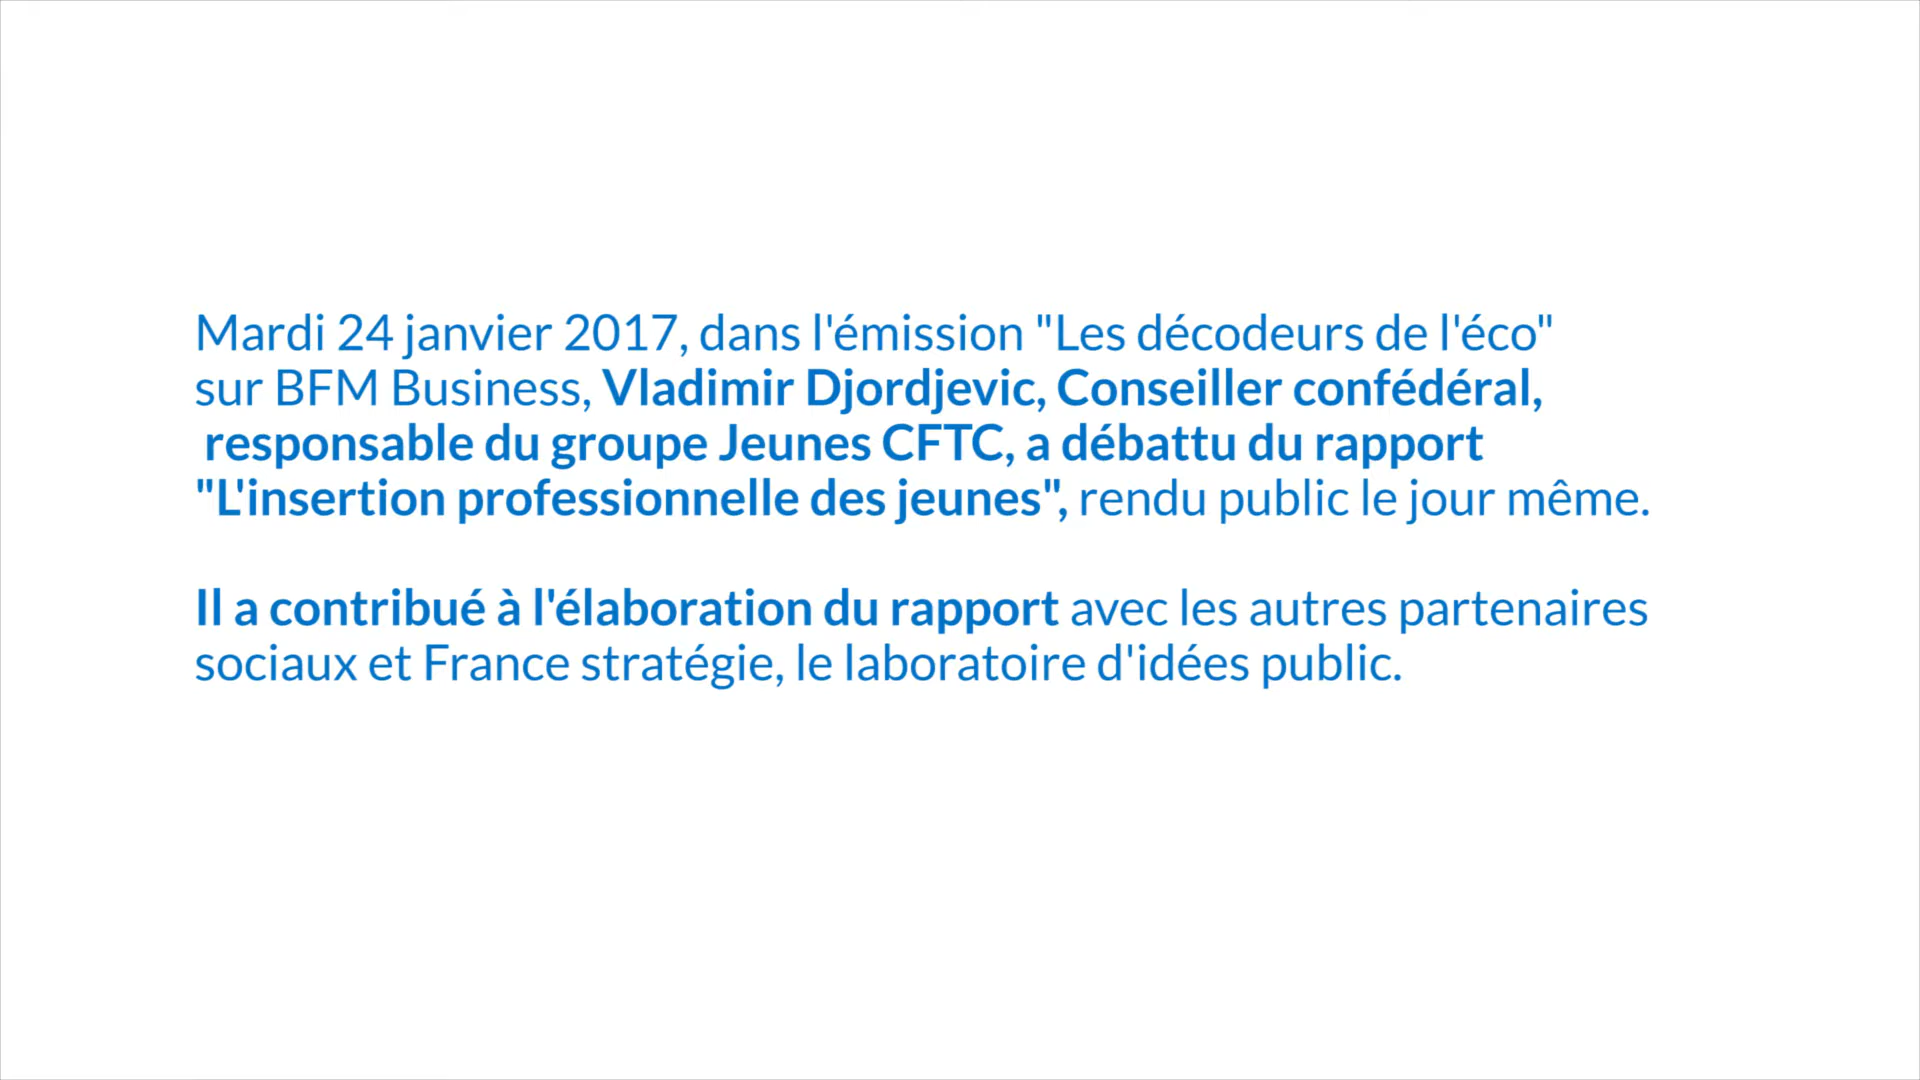 Mardi 24 janvier 2017, dans l'émission "Les décodeurs de l'éco"
sur BFM Business, Vladimir Djordjevic, Conseiller confédéral,
responsable du groupe Jeunes CFTC, a débattu du rapport
"L'insertion professionnelle des jeunes", rendu public le jour même.
Il a contribué à l'élaboration du rapport avec les autres partenaires
sociaux et France stratégie, le laboratoire d'idées public.